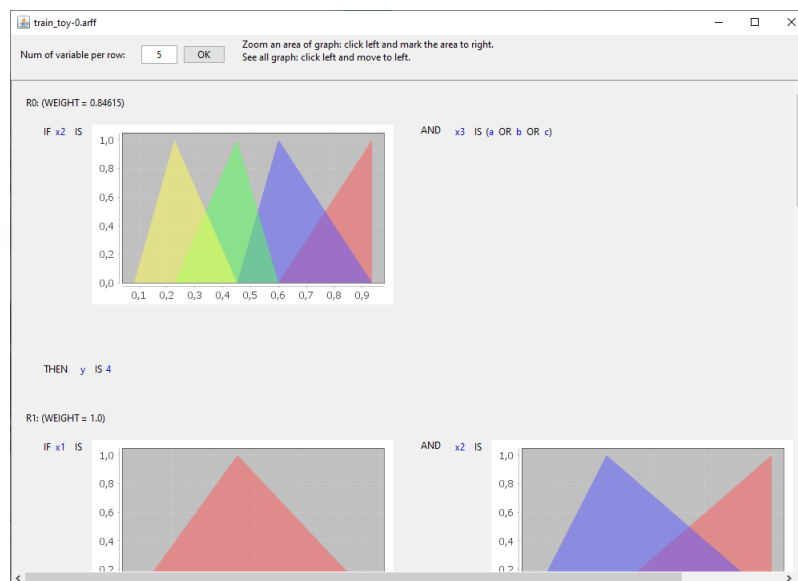 train_toy-0.arff
Num of variable per row: 5 OK
Zoom an area of graph: click left and mark the area to right.
See all graph: click left and move to left.
R0: (WEIGHT = 0.84615)
IF x2 IS
AND x3 IS (a OR b OR c)
1,0
0,8
0,6
0,4
0,2
0,0
0,1 0,2 0,3 0,4 0,5 0,6 0,7 0,8 0,9
THEN y IS 4
R1: (WEIGHT = 1.0)
IF x1 IS
1,0
0,8
0,6
0,4
0,2
AND x2 IS
1,0
0,8
0,6
0,4
0,2